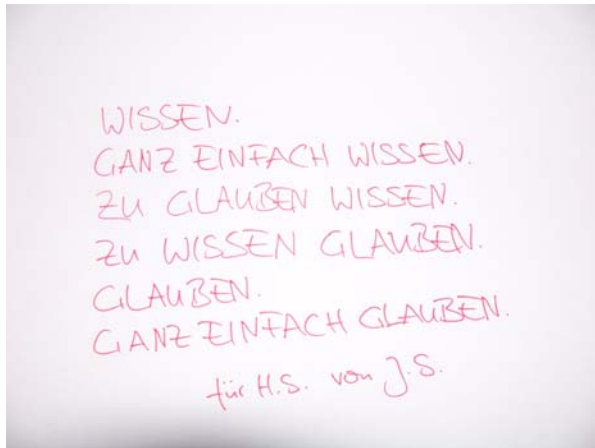 WISSEN.
GANZ EINFACH WISSEN.
ZU GLAUBEN WISSEN.
ZU WISSEN GLAUBEN.
GLAUBEN.
GANZ EINFACH GLAUBEN.
für H.S. von J.S.